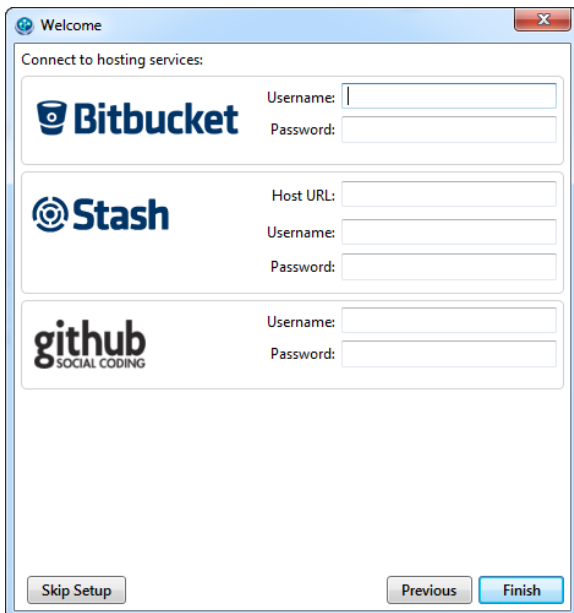 Welcome
Connect to hosting services:
Bitbucket
Username:
Password:
Stash
Host URL:
Username:
Password:
github
SOCIAL CODING
Username:
Password:
Skip Setup
Previous
Finish